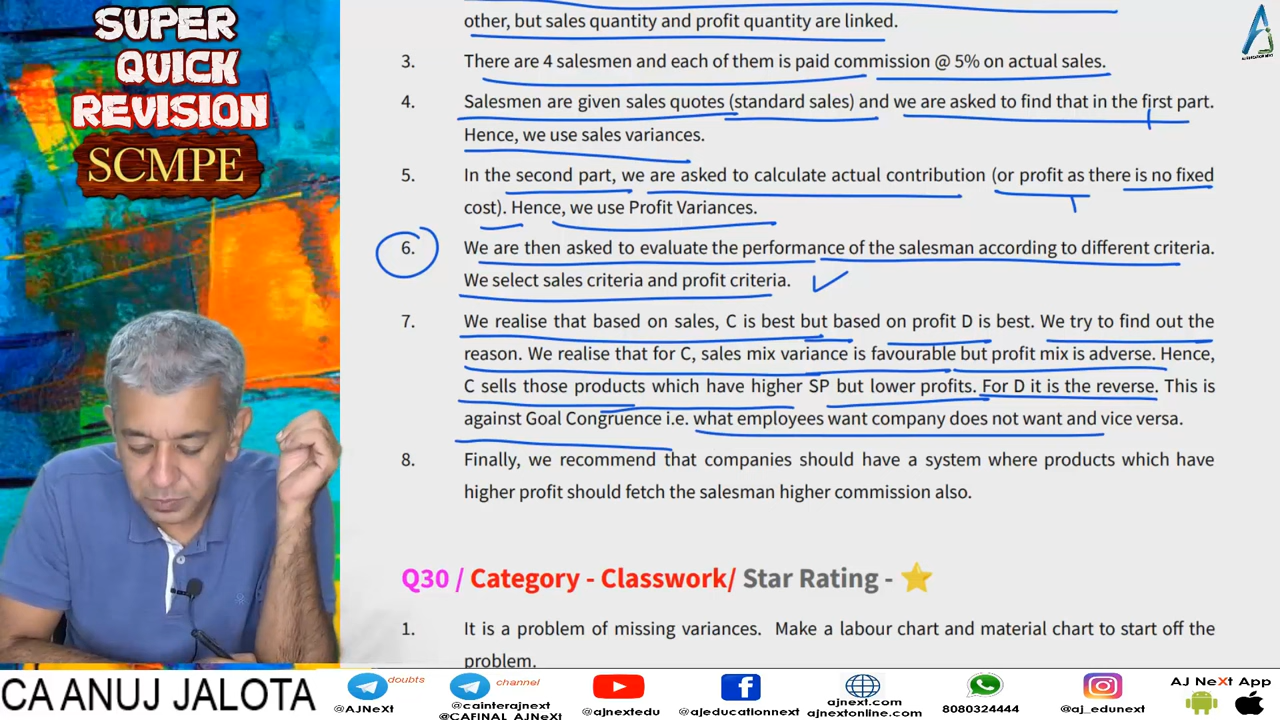 SUPER
QUICK
REVISION
SCMPE
other, but sales quantity and profit quantity are linked.
3. There are 4 salesmen and each of them is paid commission @ 5% on actual sales.
4. Salesmen are given sales quotes (standard sales) and we are asked to find that in the first part.
Hence, we use sales variances.
5. In the second part, we are asked to calculate actual contribution (or profit as there is no fixed
cost). Hence, we use Profit Variances.
6. We are then asked to evaluate the performance of the salesman according to different criteria.
We select sales criteria and profit criteria.
7. We realise that based on sales, C is best but based on profit D is best. We try to find out the
reason. We realise that for C, sales mix variance is favourable but profit mix is adverse. Hence,
C sells those products which have higher SP but lower profits. For D it is the reverse. This is
against Goal Congruence i.e. what employees want company does not want and vice versa.
8. Finally, we recommend that companies should have a system where products which have
higher profit should fetch the salesman higher commission also.
Q30 / Category - Classwork/ Star Rating -
1. It is a problem of missing variances. Make a labour chart and material chart to start off the
problem.
CA ANUJ JALOTA
doubts
@AJNeXt
channel
@cainterajnext
@CAFINAL_AJNeXt
@ajnextedu
@ajeducationnext
ajnext.com
ajnextonline.com
8080324444
@aj_edunext
AJ NeXt App